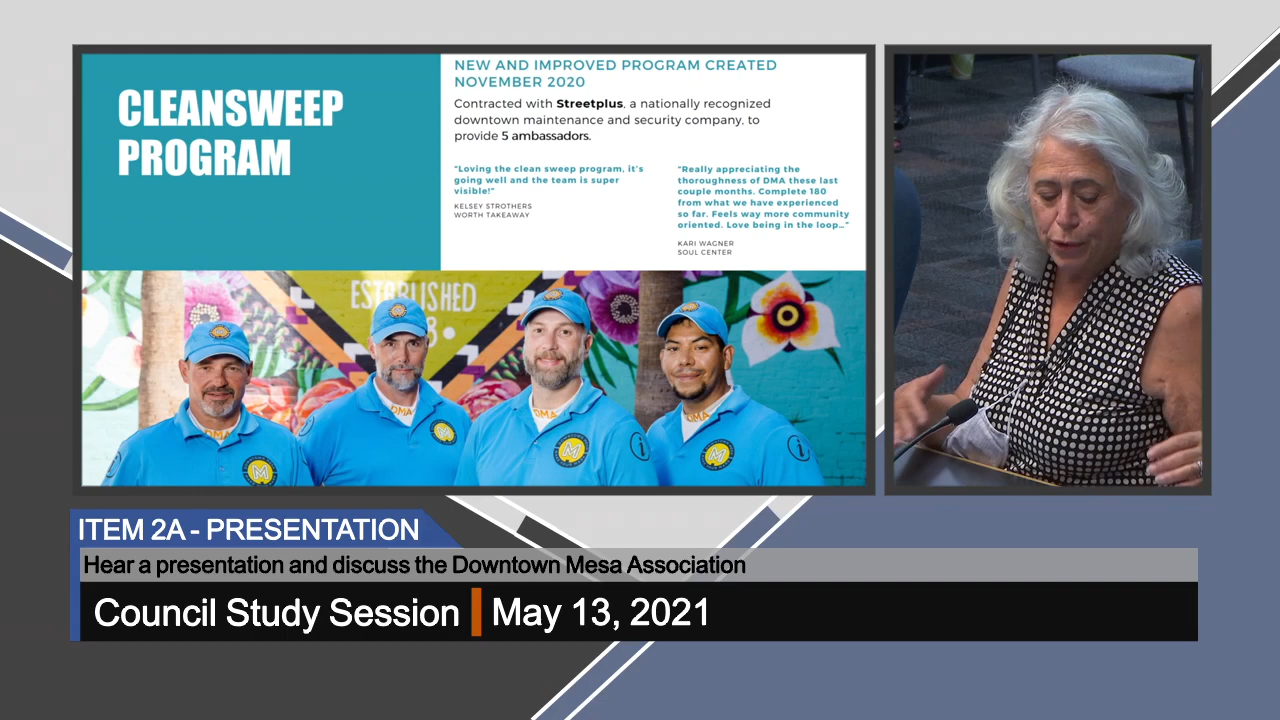 CLEANSWEEP
PROGRAM
NEW AND IMPROVED PROGRAM CREATED
NOVEMBER 2020
Contracted with Streetplus, a nationally recognized
downtown maintenance and security company, to
provide 5 ambassadors.
"Loving the clean sweep program, it's
going well and the team is super
visible!"
KELSEY STROTHERS
WORTH TAKEAWAY
"Really appreciating the
thoroughness of DMA these last
couple months. Complete 180
from what we have experienced
so far. Feels way more community
oriented. Love being in the loop..."
KARI WAGNER
SOUL CENTER
ESTABLISHED
8
DMA
M
DMA
DMA
M
i
DMA
M
i
ITEM 2A - PRESENTATION
Hear a presentation and discuss the Downtown Mesa Association
Council Study Session
May 13, 2021